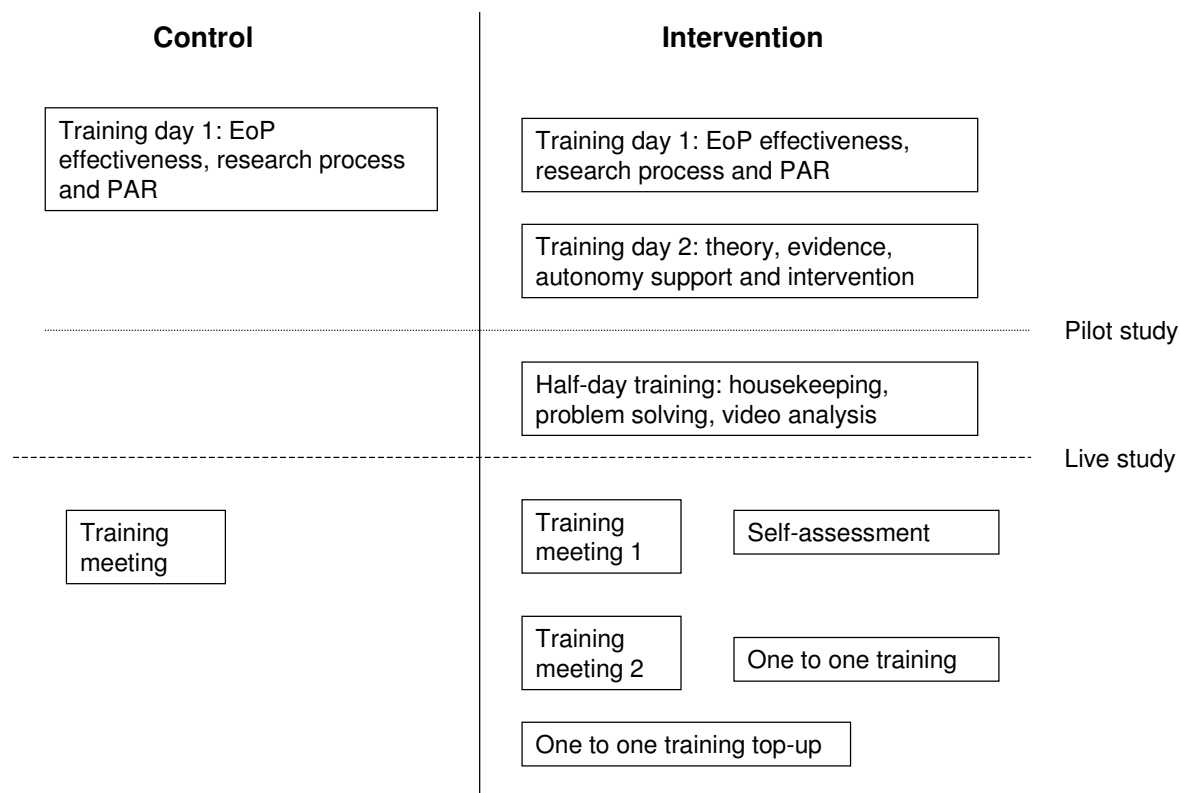 Control
Intervention
Training day 1: EoP
effectiveness, research process
and PAR
Training day 1: EoP effectiveness,
research process and PAR
Training day 2: theory, evidence,
autonomy support and intervention
Pilot study
Half-day training: housekeeping,
problem solving, video analysis
Live study
Training
meeting
Training
meeting 1
Self-assessment
Training
meeting 2
One to one training
One to one training top-up